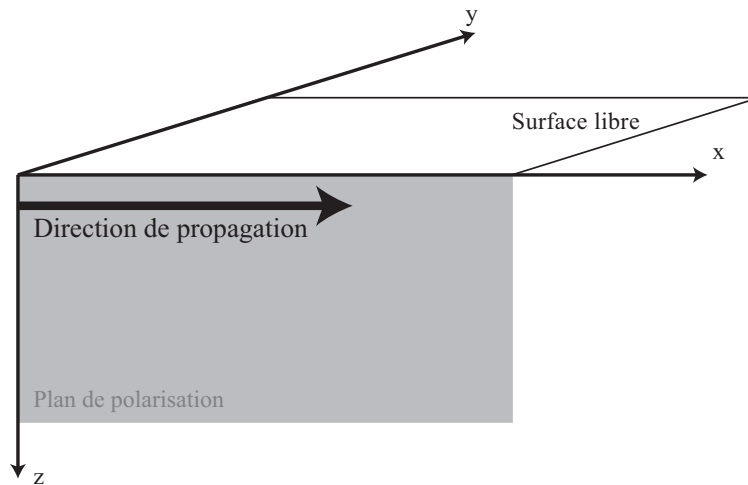 y
Surface libre
x
Direction de propagation
Plan de polarisation
z